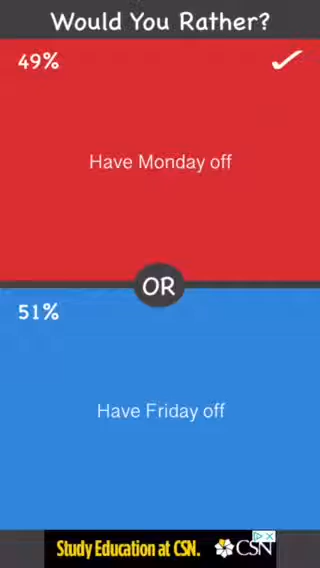 Would You Rather?
49%
Have Monday off
OR
51%
Have Friday off
Study Education at CSN. CSN